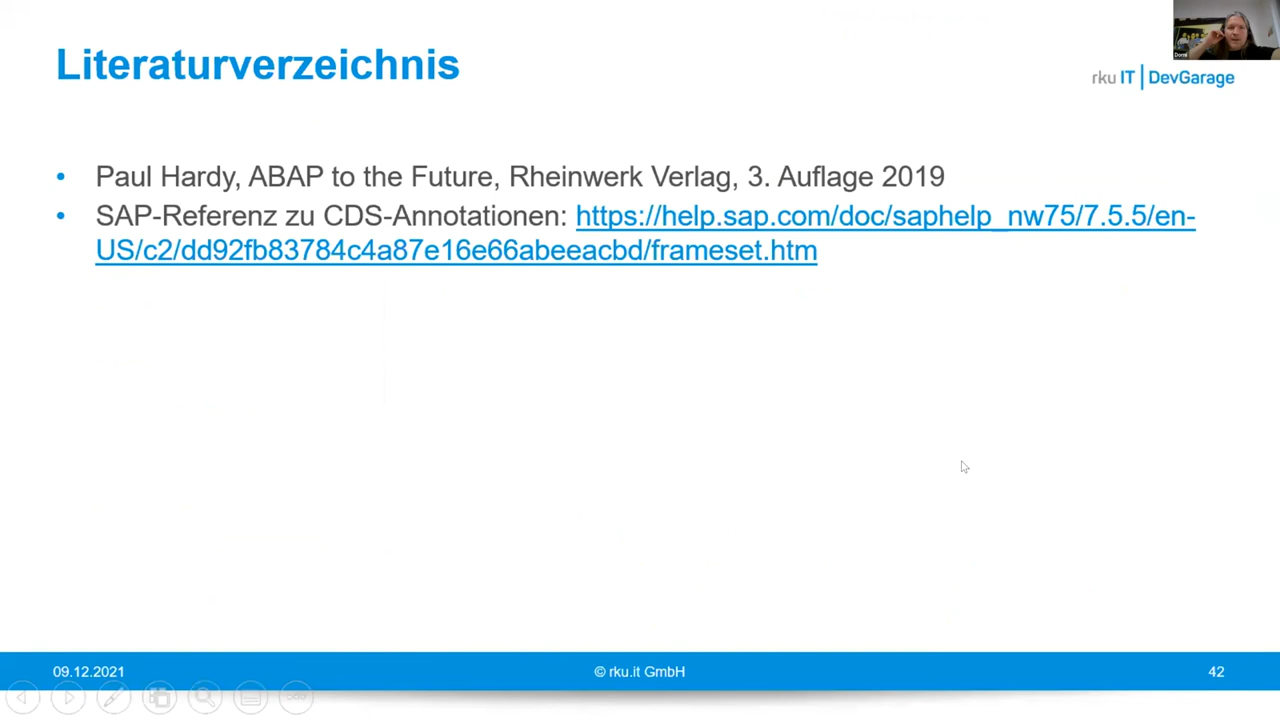 Literaturverzeichnis
rku IT | DevGarage
• Paul Hardy, ABAP to the Future, Rheinwerk Verlag, 3. Auflage 2019
• SAP-Referenz zu CDS-Annotationen: https://help.sap.com/doc/saphelp_nw75/7.5.5/en-
US/c2/dd92fb83784c4a87e16e66abeeacbd/frameset.htm
09.12.2021
© rku.it GmbH
42